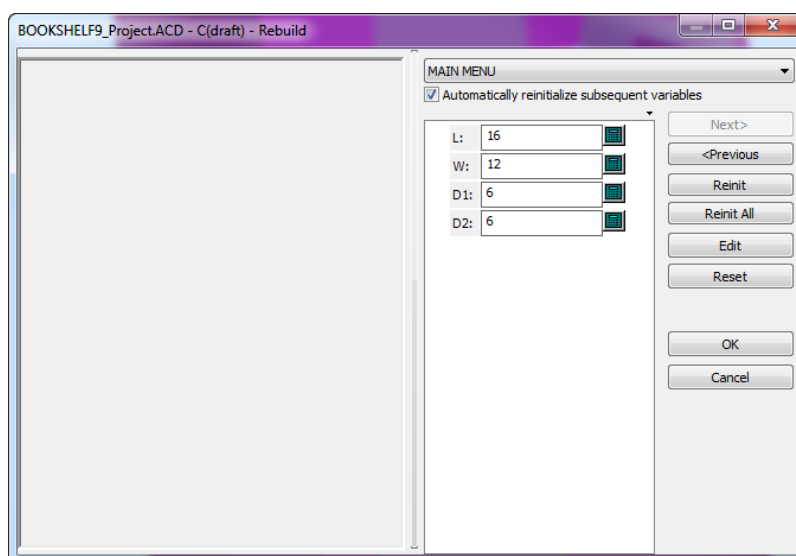 BOOKSHELF9_Project.ACD - C(draft) - Rebuild
MAIN MENU
Automatically reinitialize subsequent variables
L: 16
W: 12
D1: 6
D2: 6
Next>
<Previous
Reinit
Reinit All
Edit
Reset
OK
Cancel